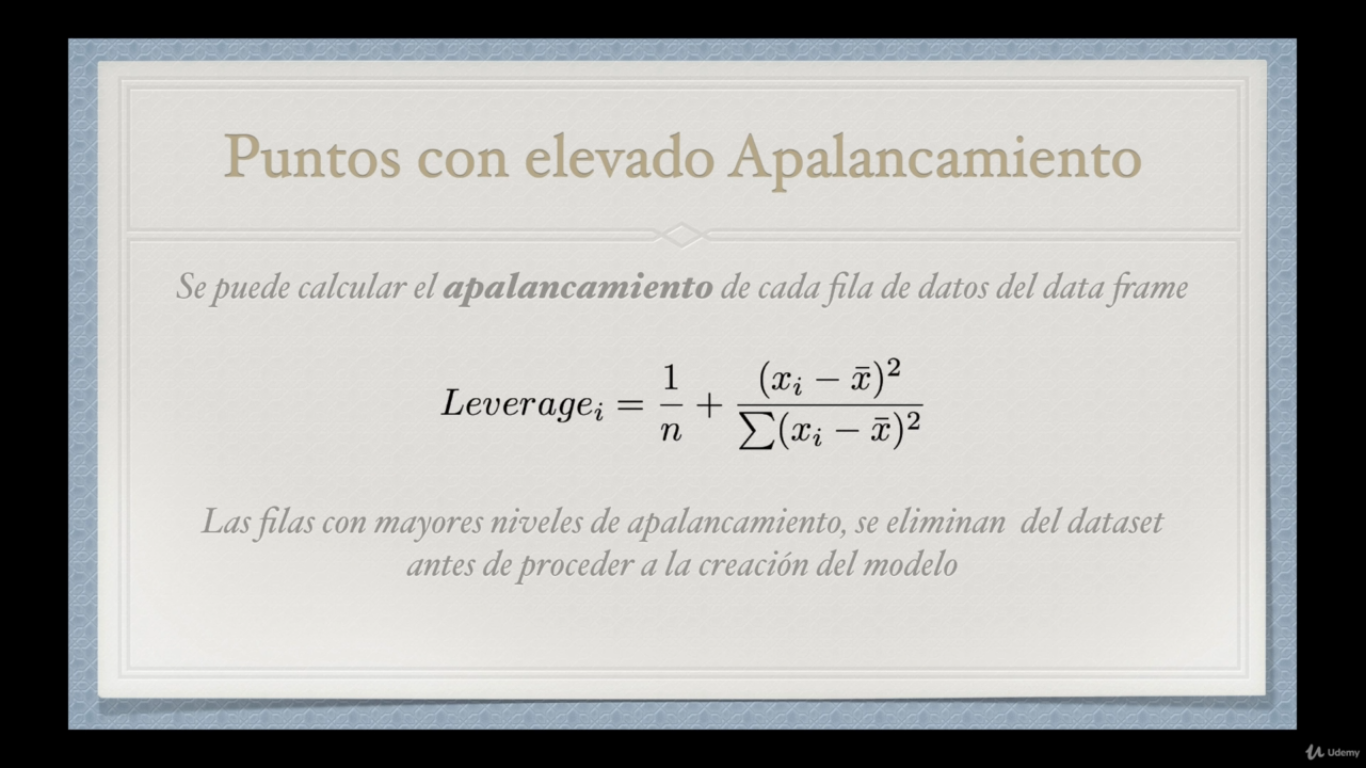 Puntos con elevado Apalancamiento
Se puede calcular el apalancamiento de cada fila de datos del data frame
Leverage_i = \frac{1}{n} + \frac{(x_i - \bar{x})^2}{\sum (x_i - \bar{x})^2}
Las filas con mayores niveles de apalancamiento, se eliminan del dataset
antes de proceder a la creación del modelo
Udemy